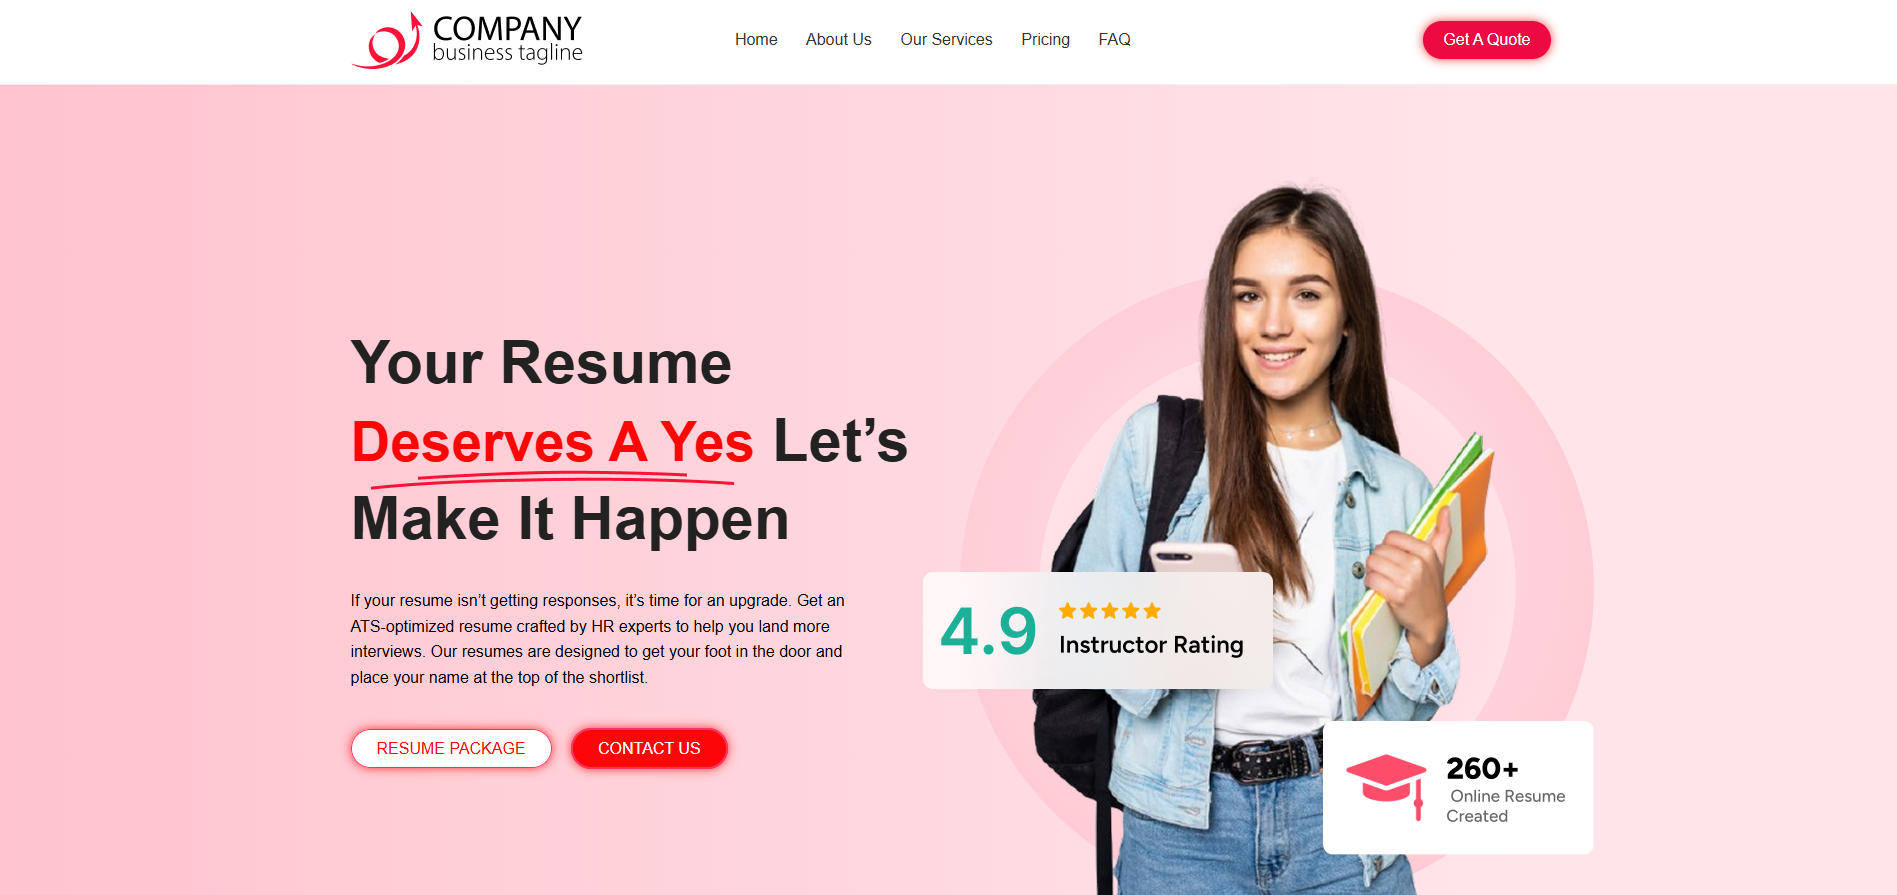 COMPANY
business tagline
Home About Us Our Services Pricing FAQ
Get A Quote
Your Resume
Deserves A Yes Let’s
Make It Happen
If your resume isn’t getting responses, it’s time for an upgrade. Get an
ATS-optimized resume crafted by HR experts to help you land more
interviews. Our resumes are designed to get your foot in the door and
place your name at the top of the shortlist.
RESUME PACKAGE
CONTACT US
4.9
Instructor Rating
260+
Online Resume
Created